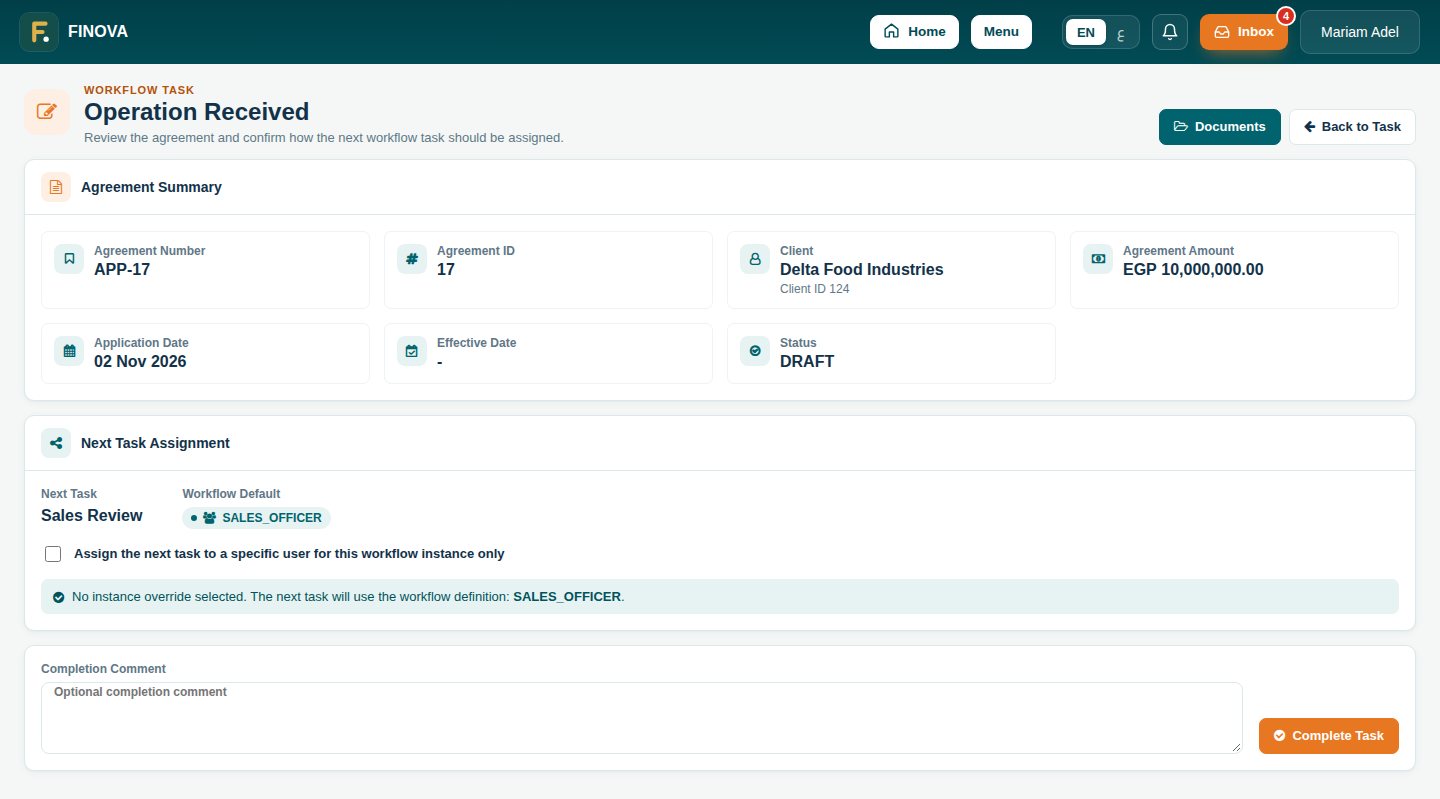 F.
FINOVA
Home
Menu
EN
ع
Inbox
4
Mariam Adel
WORKFLOW TASK
Operation Received
Review the agreement and confirm how the next workflow task should be assigned.
Documents
Back to Task
Agreement Summary
Agreement Number
APP-17
Agreement ID
17
Client
Delta Food Industries
Client ID 124
Agreement Amount
EGP 10,000,000.00
Application Date
02 Nov 2026
Effective Date
-
Status
DRAFT
Next Task Assignment
Next Task
Sales Review
Workflow Default
SALES_OFFICER
Assign the next task to a specific user for this workflow instance only
No instance override selected. The next task will use the workflow definition: SALES_OFFICER.
Completion Comment
Optional completion comment
Complete Task